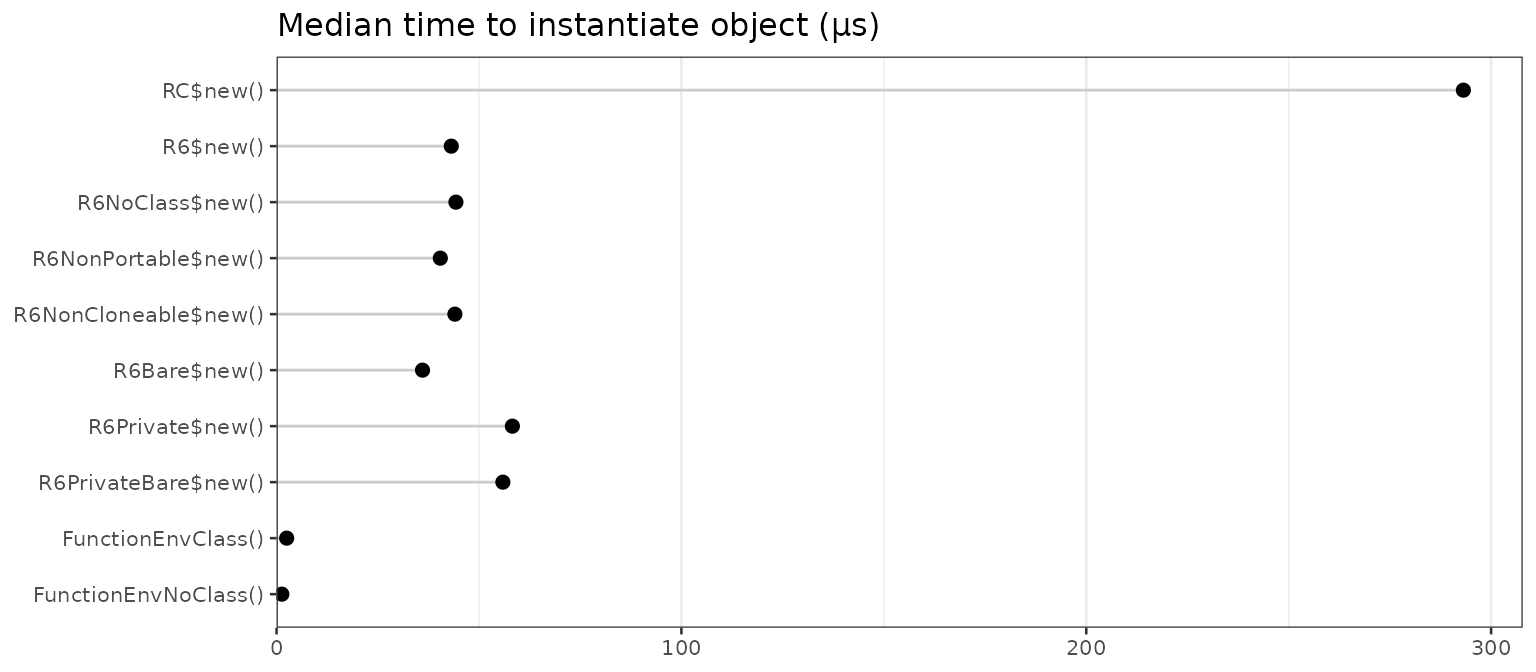 Median time to instantiate object (µs)
RC$new()
R6$new()
R6NoClass$new()
R6NonPortable$new()
R6NonCloneable$new()
R6Bare$new()
R6Private$new()
R6PrivateBare$new()
FunctionEnvClass()
FunctionEnvNoClass()
0 100 200 300